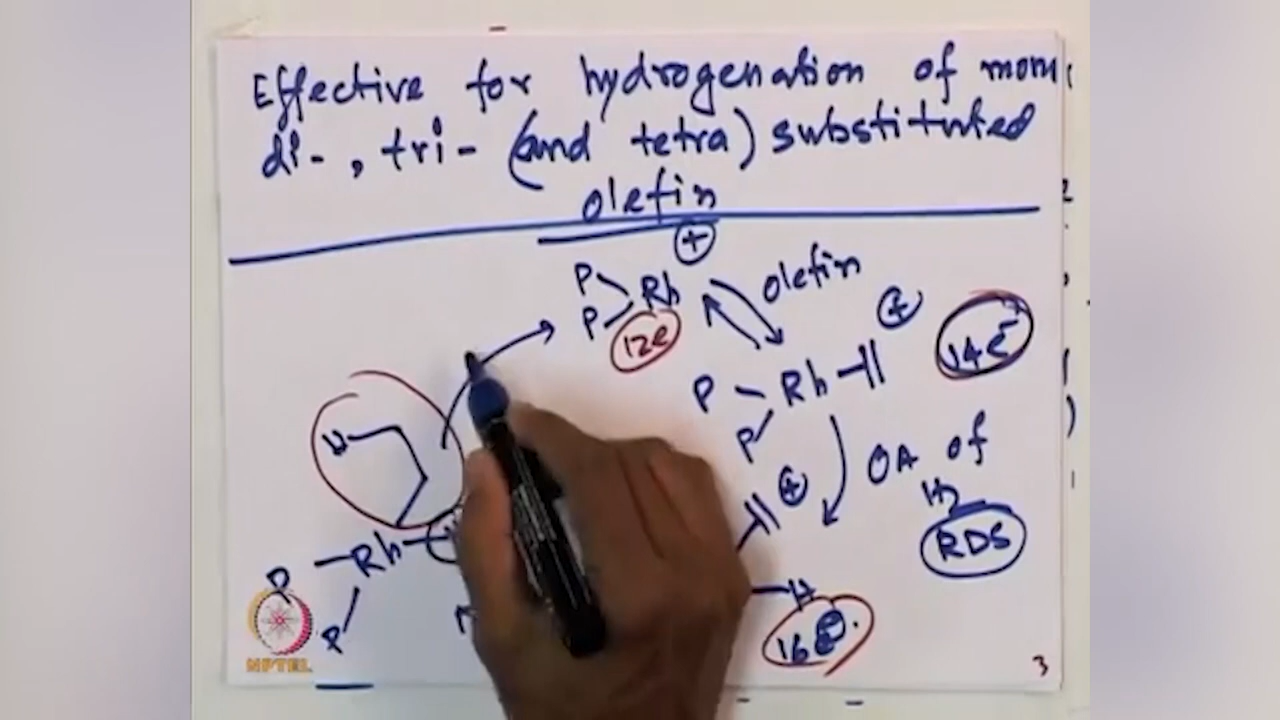 Effective for hydrogenation of mono
di- , tri- (and tetra) substituted
olefin
P P Rh ⊕
12e
olefin
P P Rh ⊕
14e⁻
OA of
H₂
RDS
⊕
H
16e⁻
H
P P Rh
NPTEL
3